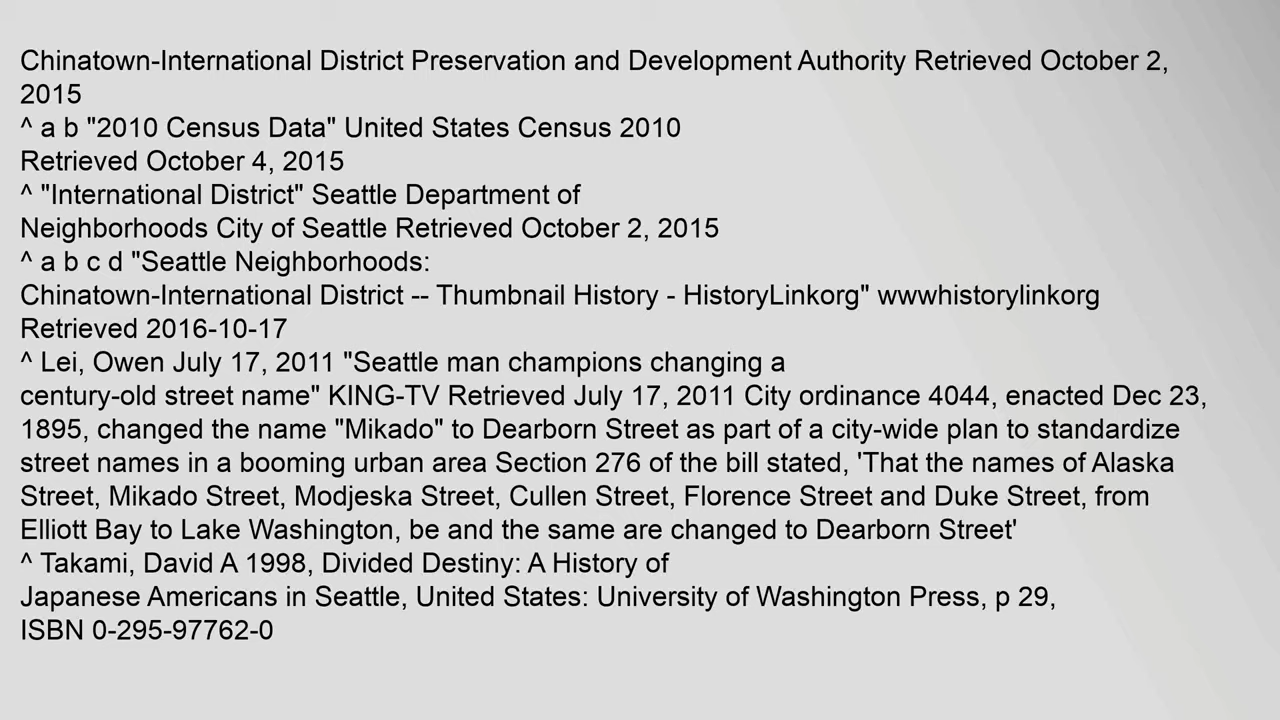 Chinatown-International District Preservation and Development Authority Retrieved October 2,
2015
^ a b "2010 Census Data" United States Census 2010
Retrieved October 4, 2015
^ "International District" Seattle Department of
Neighborhoods City of Seattle Retrieved October 2, 2015
^ a b c d "Seattle Neighborhoods:
Chinatown-International District -- Thumbnail History - HistoryLinkorg" wwwhistorylinkorg
Retrieved 2016-10-17
^ Lei, Owen July 17, 2011 "Seattle man champions changing a
century-old street name" KING-TV Retrieved July 17, 2011 City ordinance 4044, enacted Dec 23,
1895, changed the name "Mikado" to Dearborn Street as part of a city-wide plan to standardize
street names in a booming urban area Section 276 of the bill stated, 'That the names of Alaska
Street, Mikado Street, Modjeska Street, Cullen Street, Florence Street and Duke Street, from
Elliott Bay to Lake Washington, be and the same are changed to Dearborn Street'
^ Takami, David A 1998, Divided Destiny: A History of
Japanese Americans in Seattle, United States: University of Washington Press, p 29,
ISBN 0-295-97762-0